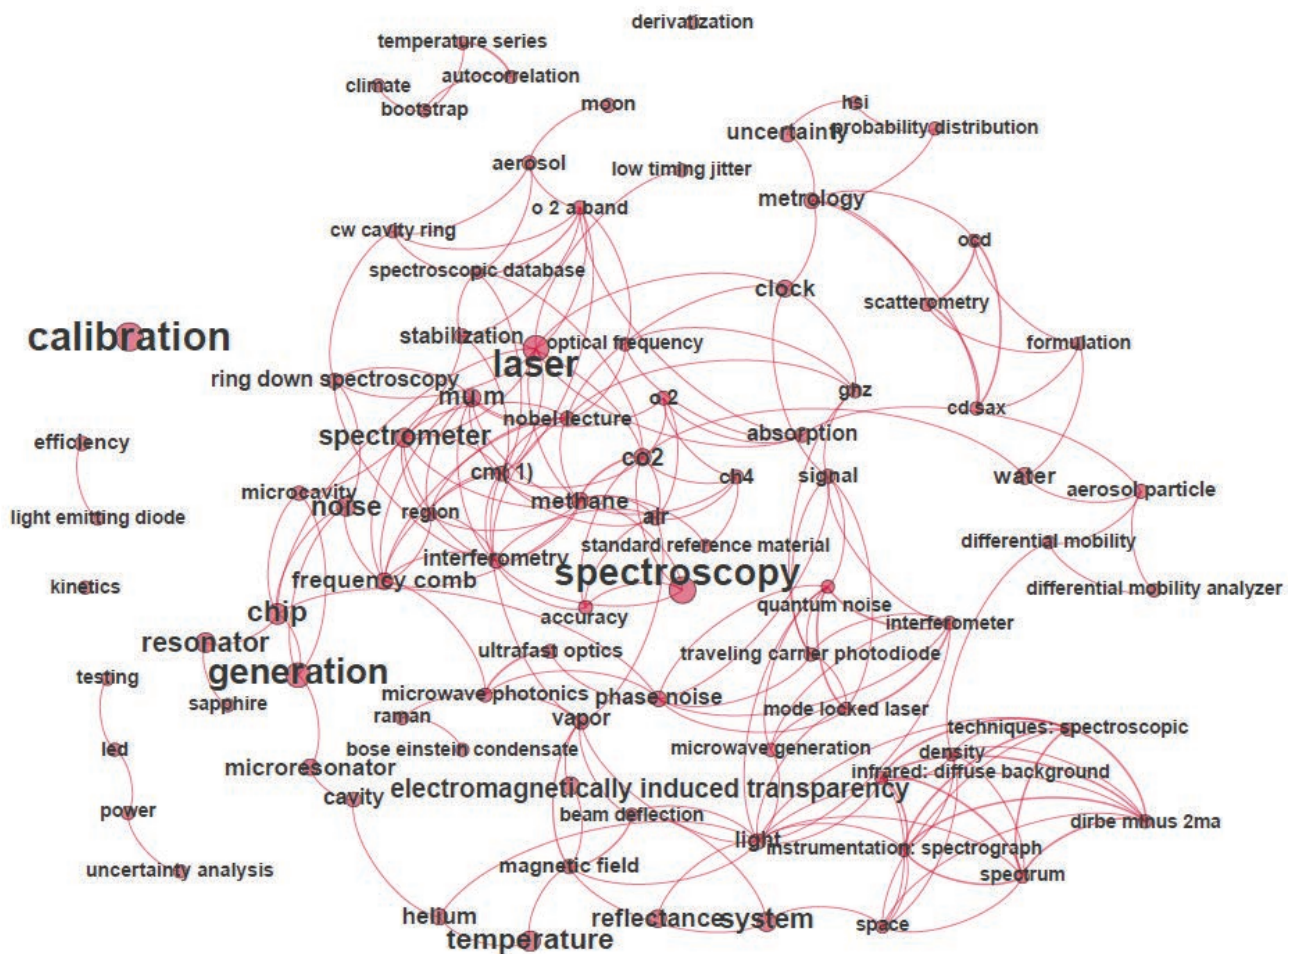 derivatization
temperature series
autocorrelation
climate
bootstrap
moon
hsi
uncertainty
probability distribution
aerosol
low timing jitter
metrology
o 2 a band
cw cavity ring
ocd
spectroscopic database
clock
scatterometry
calibration
stabilization
optical frequency
formulation
laser
ring down spectroscopy
mu m
o 2
ghz
nobel lecture
cd sax
efficiency
spectrometer
absorption
co2
cm( 1)
ch4
signal
water
aerosol particle
microcavity
noise
region
methane
air
light emitting diode
standard reference material
differential mobility
interferometry
spectroscopy
frequency comb
kinetics
differential mobility analyzer
quantum noise
chip
accuracy
interferometer
resonator
ultrafast optics
traveling carrier photodiode
generation
testing
microwave photonics
phase noise
sapphire
mode locked laser
raman
vapor
techniques: spectroscopic
led
bose einstein condensate
microwave generation
density
microresonator
infrared: diffuse background
electromagnetically induced transparency
cavity
power
beam deflection
dirbe minus 2ma
light
instrumentation: spectrograph
uncertainty analysis
magnetic field
spectrum
helium
reflectance
system
space
temperature